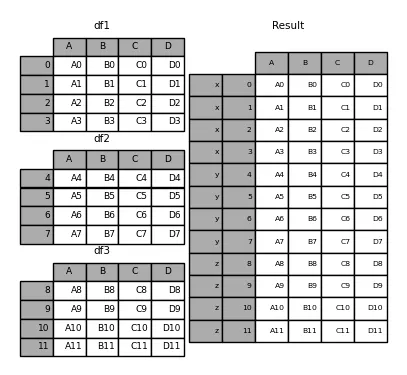 df1
A B C D
0 A0 B0 C0 D0
1 A1 B1 C1 D1
2 A2 B2 C2 D2
3 A3 B3 C3 D3
df2
A B C D
4 A4 B4 C4 D4
5 A5 B5 C5 D5
6 A6 B6 C6 D6
7 A7 B7 C7 D7
df3
A B C D
8 A8 B8 C8 D8
9 A9 B9 C9 D9
10 A10 B10 C10 D10
11 A11 B11 C11 D11
Result
A B C D
x 0 A0 B0 C0 D0
x 1 A1 B1 C1 D1
x 2 A2 B2 C2 D2
x 3 A3 B3 C3 D3
y 4 A4 B4 C4 D4
y 5 A5 B5 C5 D5
y 6 A6 B6 C6 D6
y 7 A7 B7 C7 D7
z 8 A8 B8 C8 D8
z 9 A9 B9 C9 D9
z 10 A10 B10 C10 D10
z 11 A11 B11 C11 D11